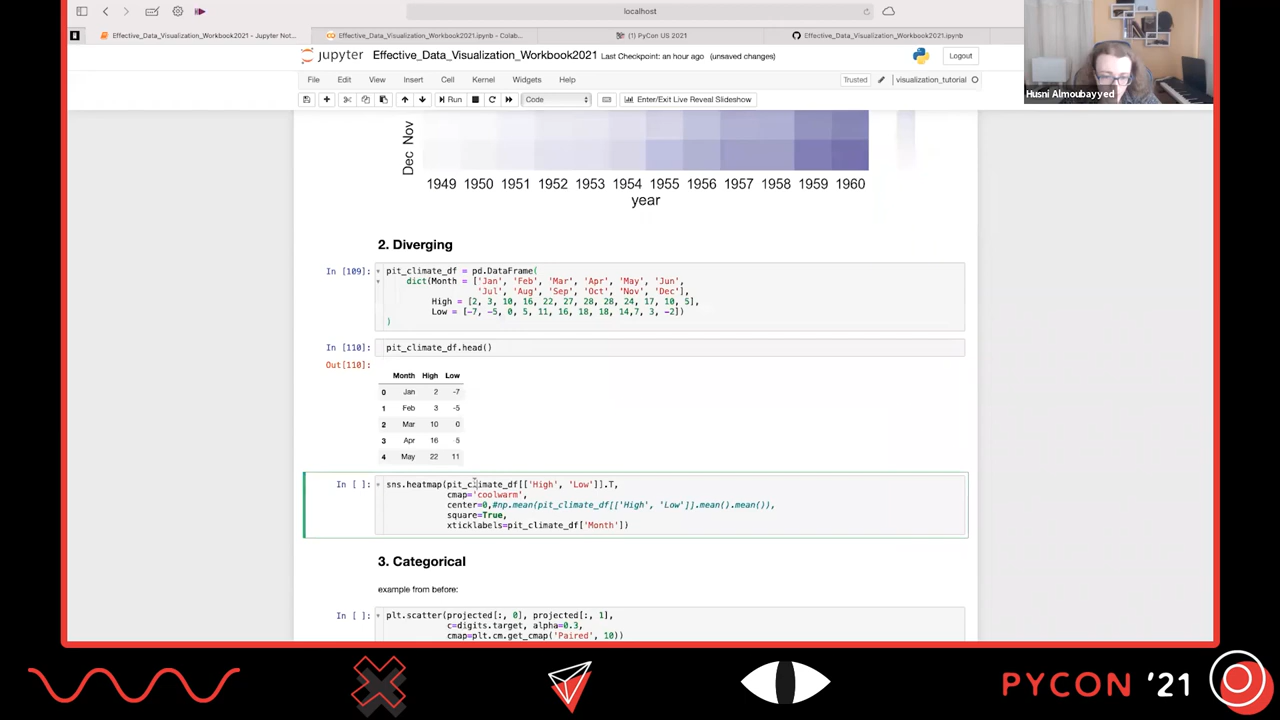 localhost
Effective_Data_Visualization_Workbook2021 - Jupyter Not...
Effective_Data_Visualization_Workbook2021.ipynb - Colab...
(1) PyCon US 2021
Effective_Data_Visualization_Workbook2021.ipynb
jupyter Effective_Data_Visualization_Workbook2021 Last Checkpoint: an hour ago (unsaved changes)
Logout
File Edit View Insert Cell Kernel Widgets Help
Trusted
visualization_tutorial
Run
Code
Enter/Exit Live Reveal Slideshow
Husni Almoubayyed
Dec Nov
1949 1950 1951 1952 1953 1954 1955 1956 1957 1958 1959 1960
year
2. Diverging
In [109]:
pit_climate_df = pd.DataFrame(
dict(Month = ['Jan', 'Feb', 'Mar', 'Apr', 'May', 'Jun',
'Jul', 'Aug', 'Sep', 'Oct', 'Nov', 'Dec'],
High = [2, 3, 10, 16, 22, 27, 28, 28, 24, 17, 10, 5],
Low = [-7, -5, 0, 5, 11, 16, 18, 18, 14,7, 3, -2])
)
In [110]: pit_climate_df.head()
Out[110]:
Month High Low
0 Jan 2 -7
1 Feb 3 -5
2 Mar 10 0
3 Apr 16 5
4 May 22 11
In [ ]: sns.heatmap(pit_climate_df[['High', 'Low']].T,
cmap='coolwarm',
center=0,#np.mean(pit_climate_df[['High', 'Low']].mean().mean()),
square=True,
xticklabels=pit_climate_df['Month'])
3. Categorical
example from before:
In [ ]: plt.scatter(projected[:, 0], projected[:, 1],
c=digits.target, alpha=0.3,
cmap=plt.cm.get_cmap('Paired', 10))
PYCON '21